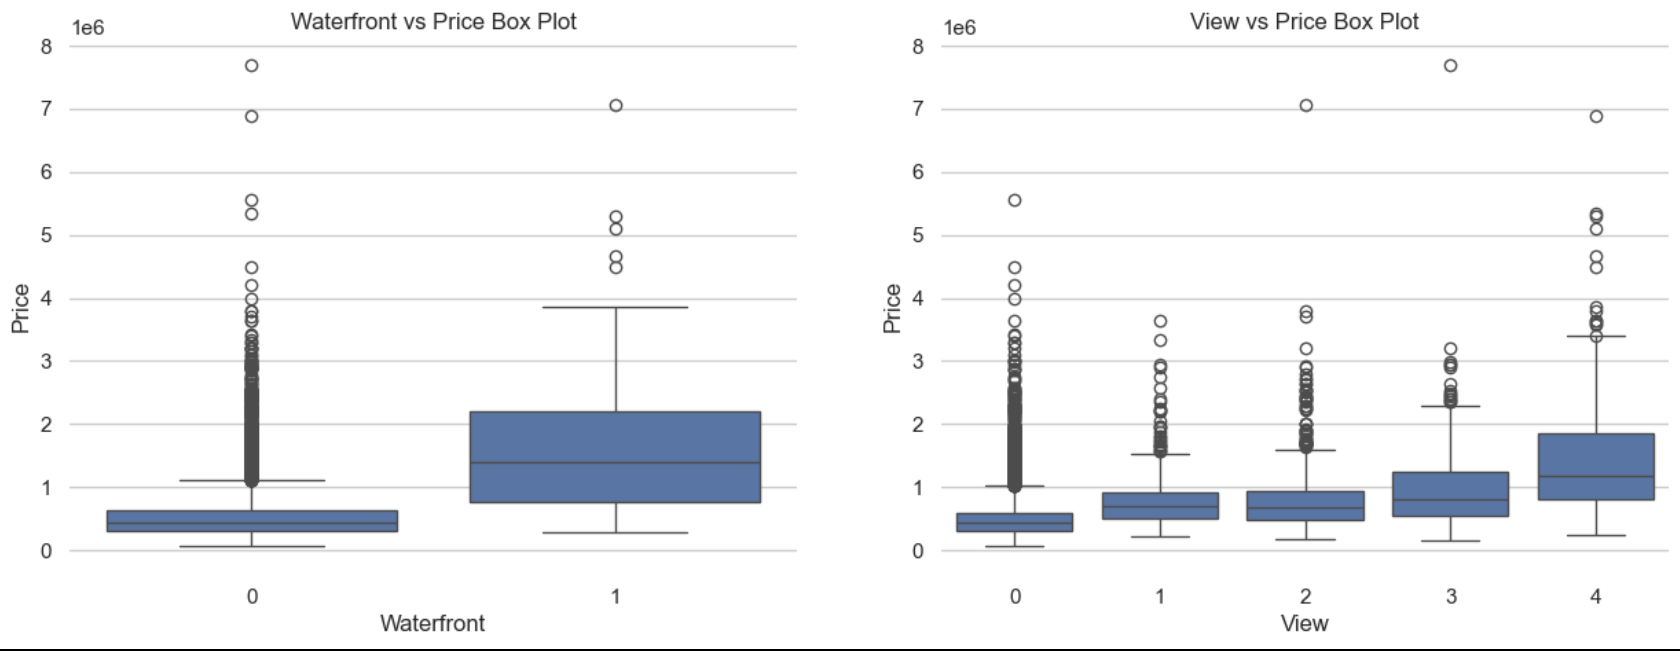 Waterfront vs Price Box Plot
1e6
8
7
6
5
4
3
2
1
0
Price
0 1
Waterfront
View vs Price Box Plot
1e6
8
7
6
5
4
3
2
1
0
Price
0 1 2 3 4
View